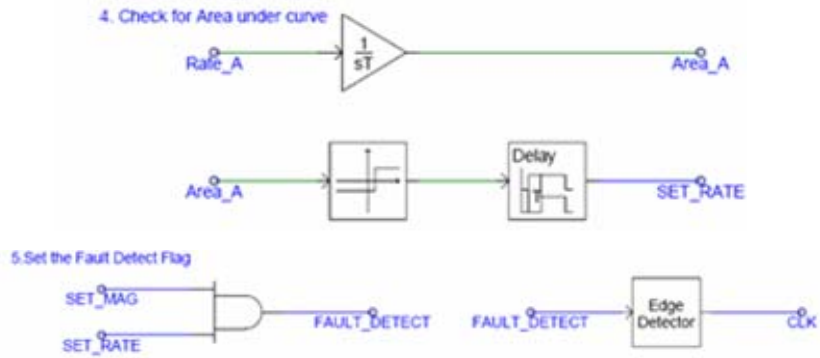 4. Check for Area under curve
Rate_A
1
sT
Area_A
Area_A
Delay
T
SET_RATE
5.Set the Fault Detect Flag
SET_MAG
SET_RATE
FAULT_DETECT
FAULT_DETECT
Edge
Detector
CLK